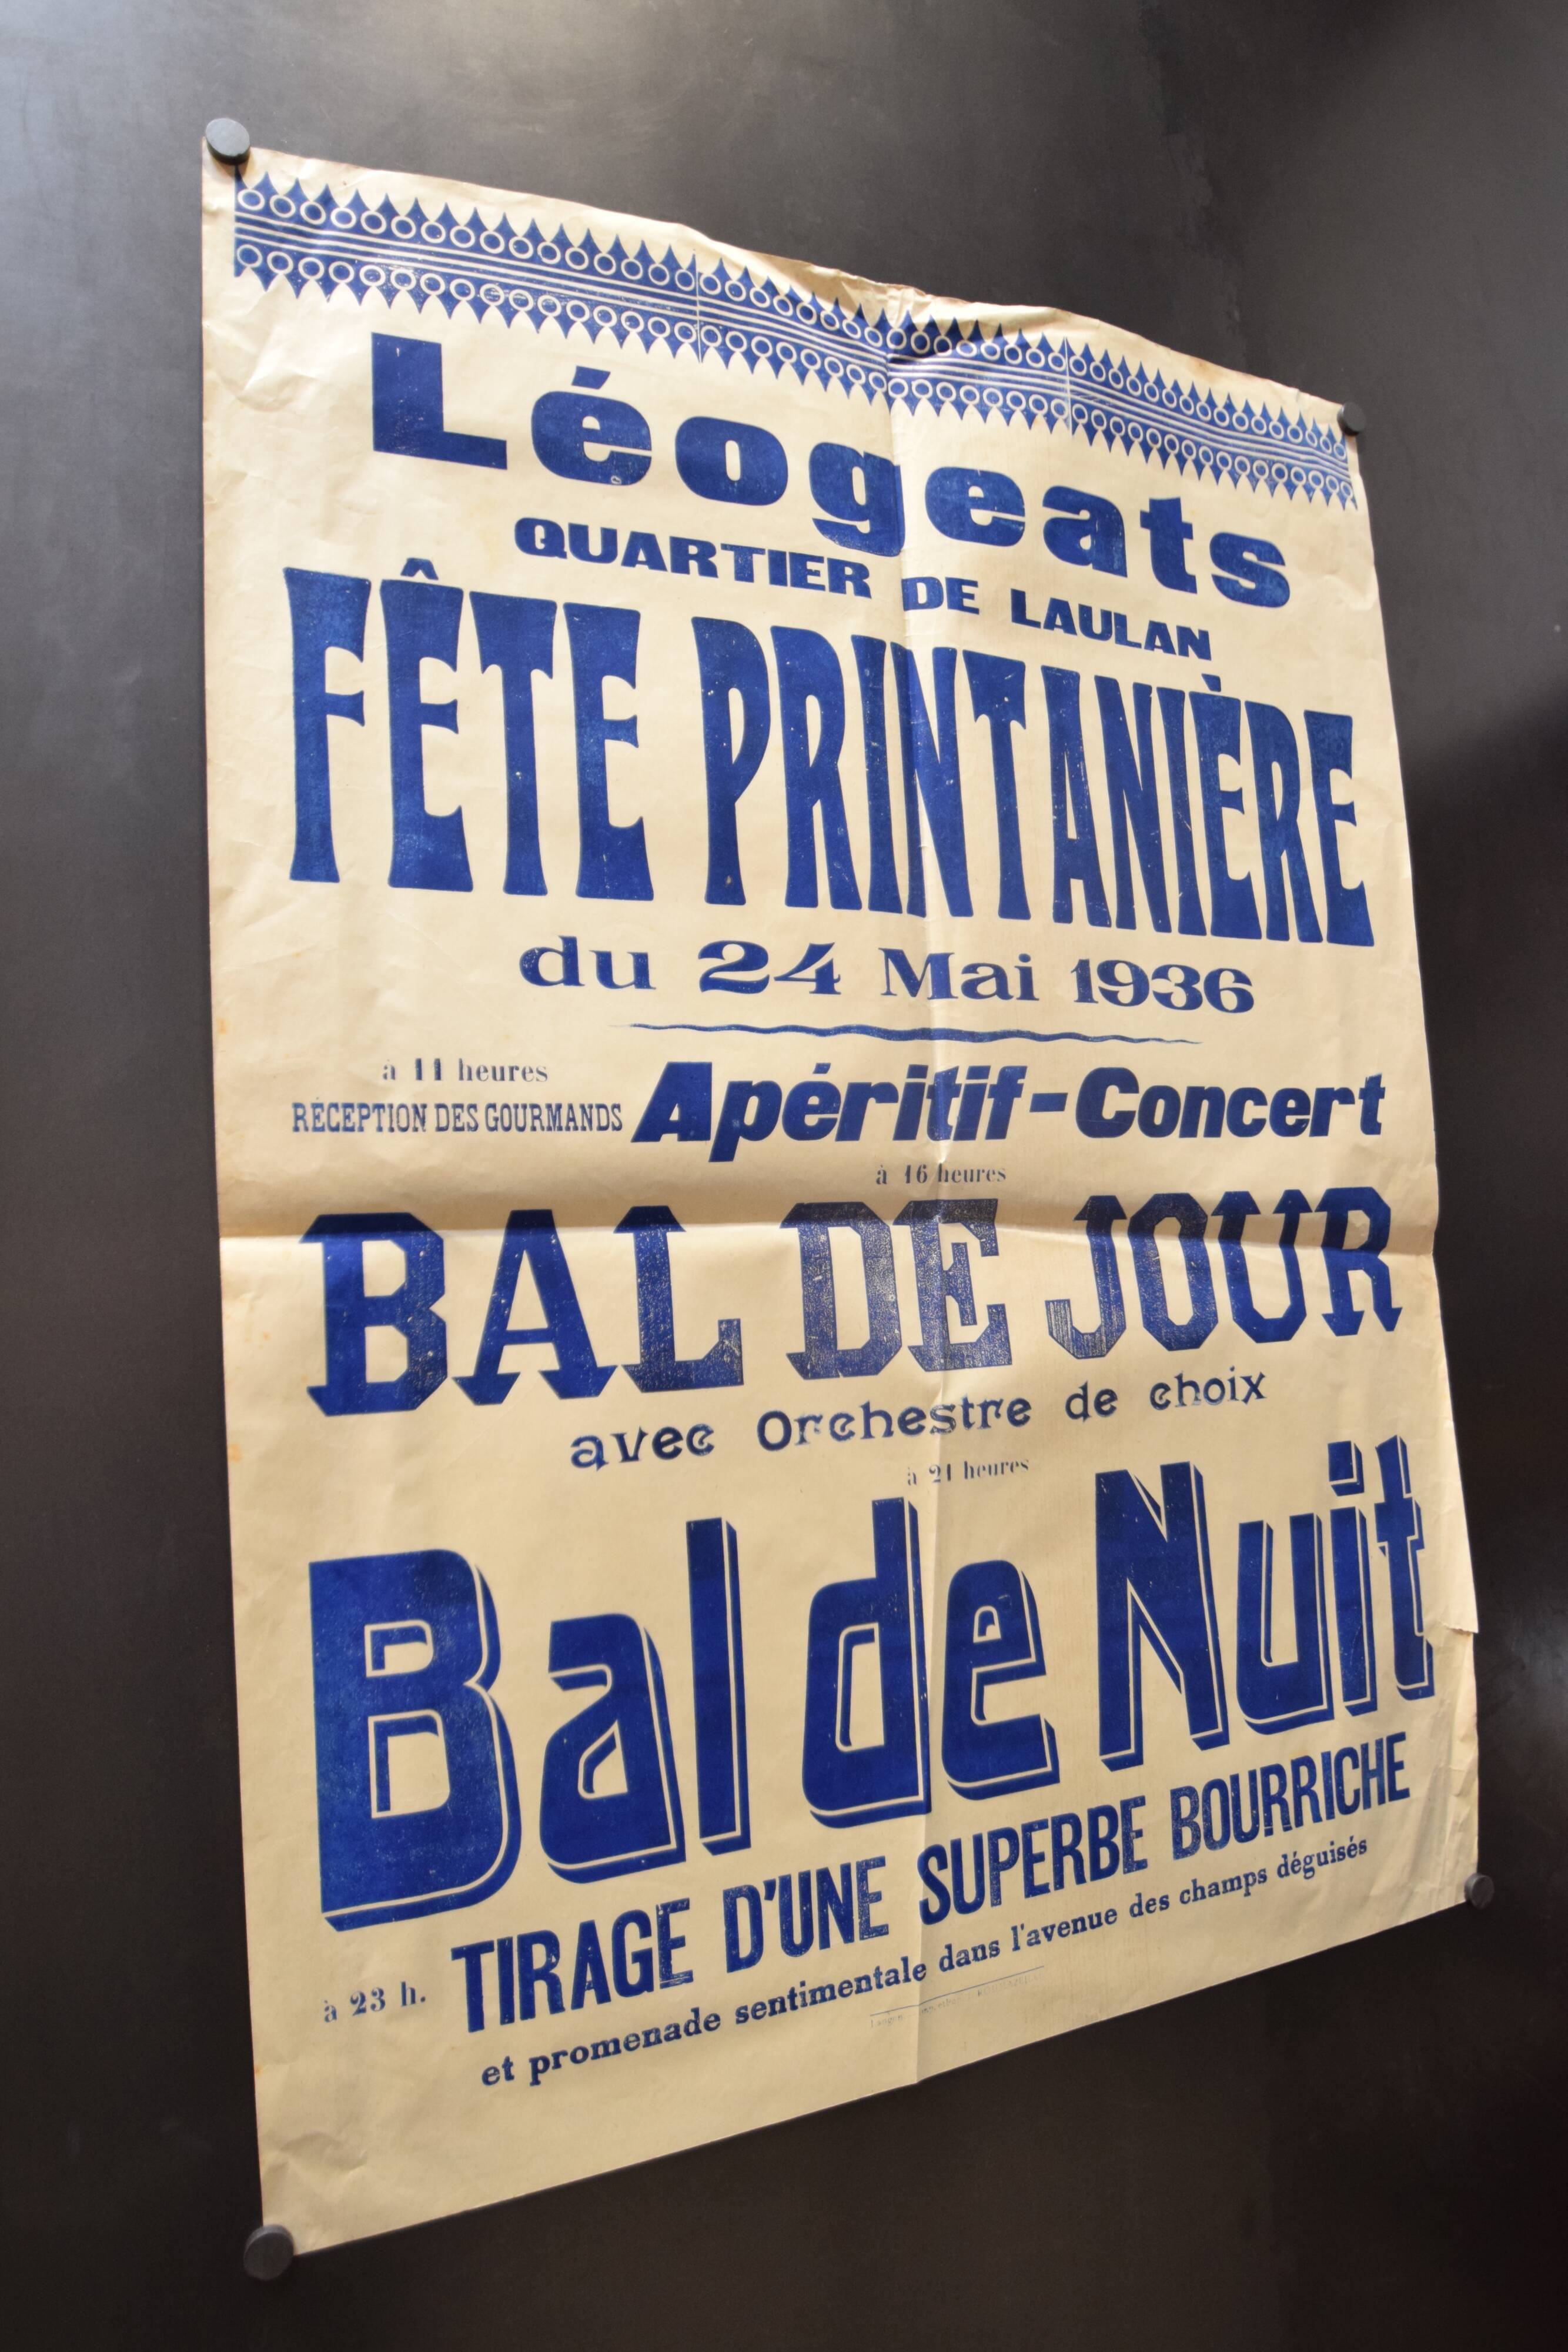 Léogeats
QUARTIER DE LAULAN
FÊTE PRINTANIÈRE
du 24 Mai 1936
à 11 heures
RÉCEPTION DES GOURMANDS Apéritif-Concert
à 16 heures
BAL DE JOUR
avec Orchestre de choix
à 21 heures
Bal de Nuit
à 23 h. TIRAGE D'UNE SUPERBE BOURRICHE
et promenade sentimentale dans l'avenue des champs déguisés